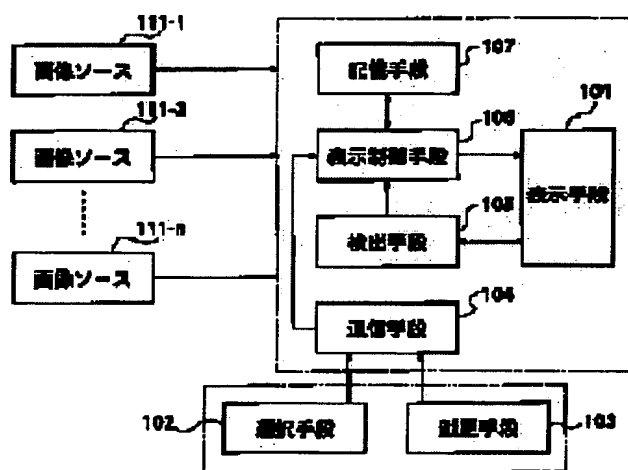 111-1
画像ソース
107
記憶手段
111-2
画像ソース
106
表示制御手段
101
表示手段
105
検出手段
111-n
画像ソース
104
通信手段
102
選択手段
103